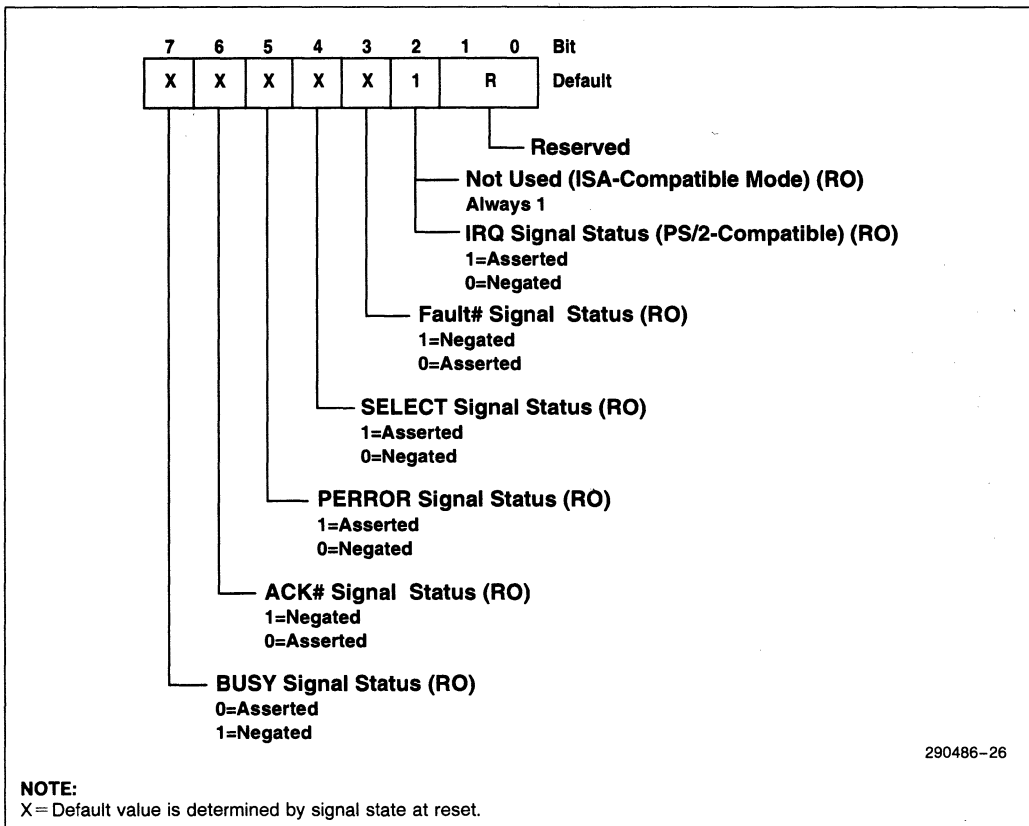 7 6 5 4 3 2 1 0 Bit
X X X X X 1 R Default
Reserved
Not Used (ISA-Compatible Mode) (RO)
Always 1
IRQ Signal Status (PS/2-Compatible) (RO)
1=Asserted
0=Negated
Fault# Signal Status (RO)
1=Negated
0=Asserted
SELECT Signal Status (RO)
1=Asserted
0=Negated
PERROR Signal Status (RO)
1=Asserted
0=Negated
ACK# Signal Status (RO)
1=Negated
0=Asserted
BUSY Signal Status (RO)
0=Asserted
1=Negated
290486-26
NOTE:
X = Default value is determined by signal state at reset.